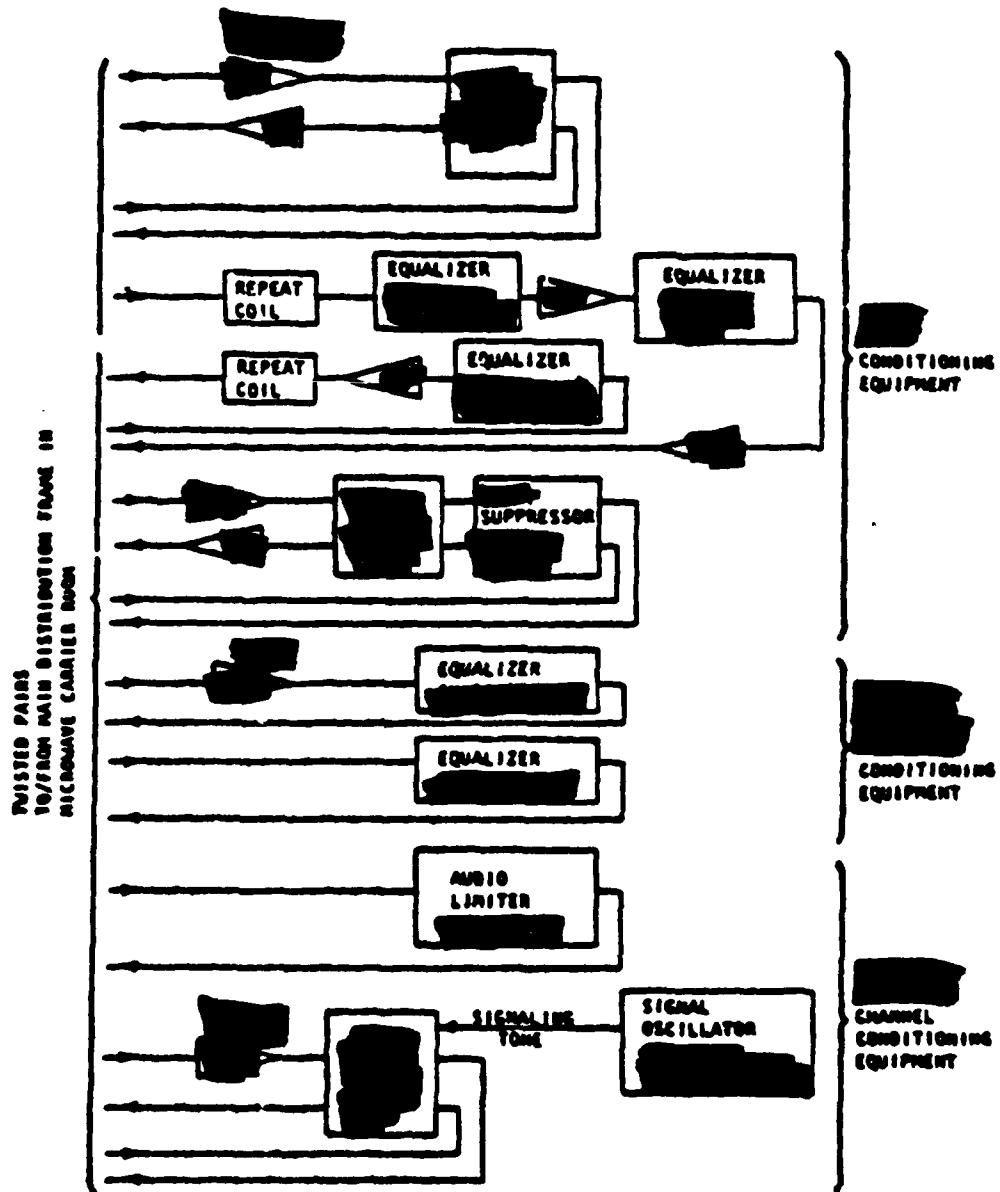 EQUALIZER
EQUALIZER
REPEAT
COIL
CONDITIONING
EQUIPMENT
EQUALIZER
REPEAT
COIL
SUPPRESSOR
TWISTED PAIRS
TO/FROM MAIN DISTRIBUTION FRAME IN
MICROWAVE CARRIER ROOM
EQUALIZER
EQUALIZER
CONDITIONING
EQUIPMENT
AUDIO
LIMITER
SIGNALING
TONE
SIGNAL
OSCILLATOR
CHANNEL
CONDITIONING
EQUIPMENT